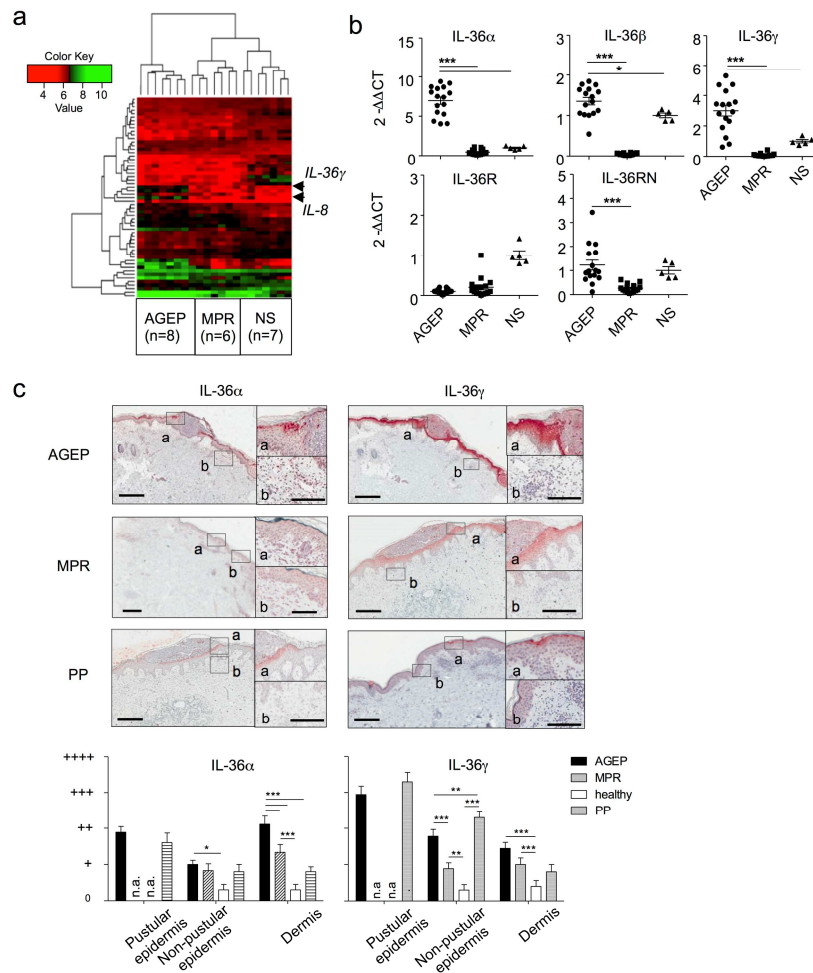 a
Color Key
4 6 8 10
Value
IL-36γ
IL-8
AGEP
(n=8)
MPR
(n=6)
NS
(n=7)
b
IL-36α
2 -ΔΔCT
15
10
5
0
***
IL-36β
3
2
1
0
***
*
IL-36γ
8
6
4
2
0
***
AGEP
MPR
NS
IL-36R
2 -ΔΔCT
3
2
1
0
AGEP
MPR
NS
IL-36RN
5
4
3
2
1
0
***
AGEP
MPR
NS
c
IL-36α
IL-36γ
AGEP
a
b
a
b
a
b
a
b
MPR
a
b
a
b
a
b
a
b
PP
a
b
a
b
a
b
a
b
IL-36α
++++
+++
++
+
0
n.a.
n.a.
*
***
***
Pustular
epidermis
Non-pustular
epidermis
Dermis
IL-36γ
n.a
n.a
***
**
**
***
***
***
Pustular
epidermis
Non-pustular
epidermis
Dermis
AGEP
MPR
healthy
PP